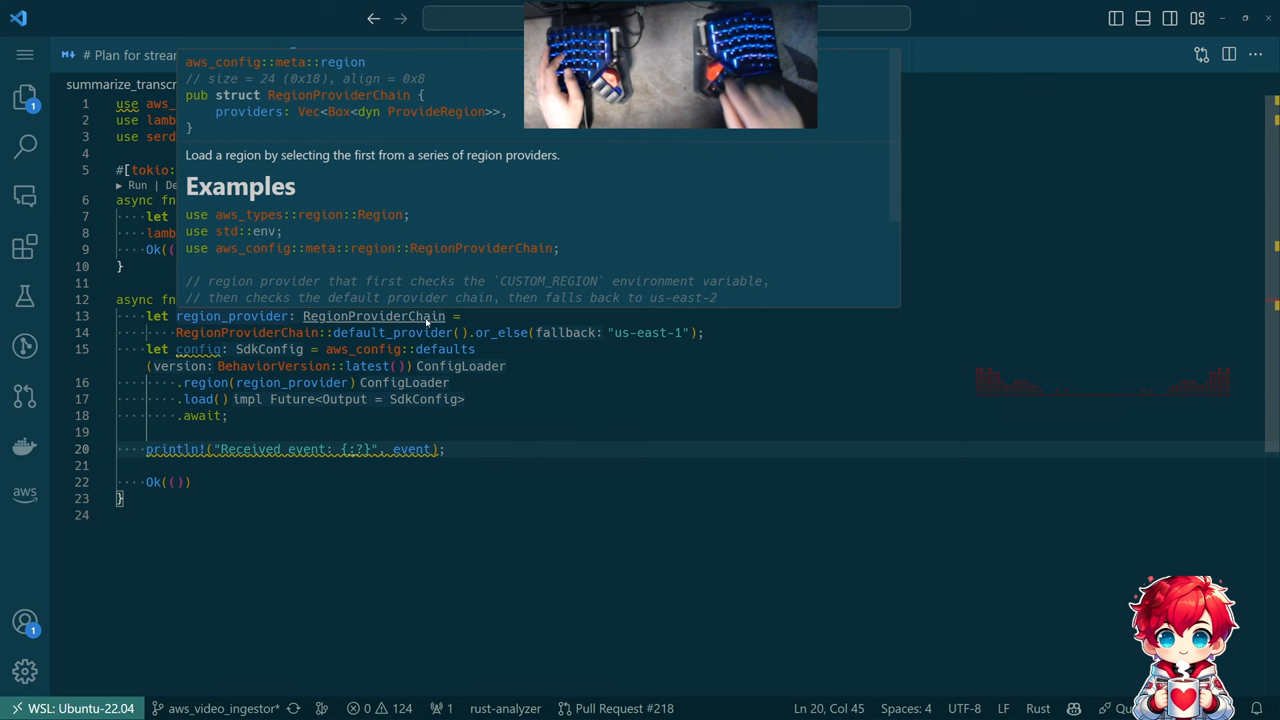 # Plan for strear
summarize_transcr
aws_config::meta::region
// size = 24 (0x18), align = 0x8
pub struct RegionProviderChain {
providers: Vec<Box<dyn ProvideRegion>>,
}
Load a region by selecting the first from a series of region providers.
Examples
use aws_types::region::Region;
use std::env;
use aws_config::meta::region::RegionProviderChain;
// region provider that first checks the `CUSTOM_REGION` environment variable,
// then checks the default provider chain, then falls back to us-east-2
1 use aws_
2 use lamb
3 use serd
4
5 #[tokio:
▶ Run | De
6 async fn
7 let
8 lamb
9 Ok((
10 }
11
12 async fn
13 let region_provider: RegionProviderChain =
14 RegionProviderChain::default_provider().or_else(fallback: "us-east-1");
15 let config: SdkConfig = aws_config::defaults
(version: BehaviorVersion::latest()) ConfigLoader
16 .region(region_provider) ConfigLoader
17 .load() impl Future<Output = SdkConfig>
18 .await;
19
20 println!("Received event: {:?}", event);
21
22 Ok(())
23 }
24
1
aws
1
WSL: Ubuntu-22.04
aws_video_ingestor*
0 124
1
rust-analyzer
Pull Request #218
Ln 20, Col 45
Spaces: 4
UTF-8
LF
Rust
Qu